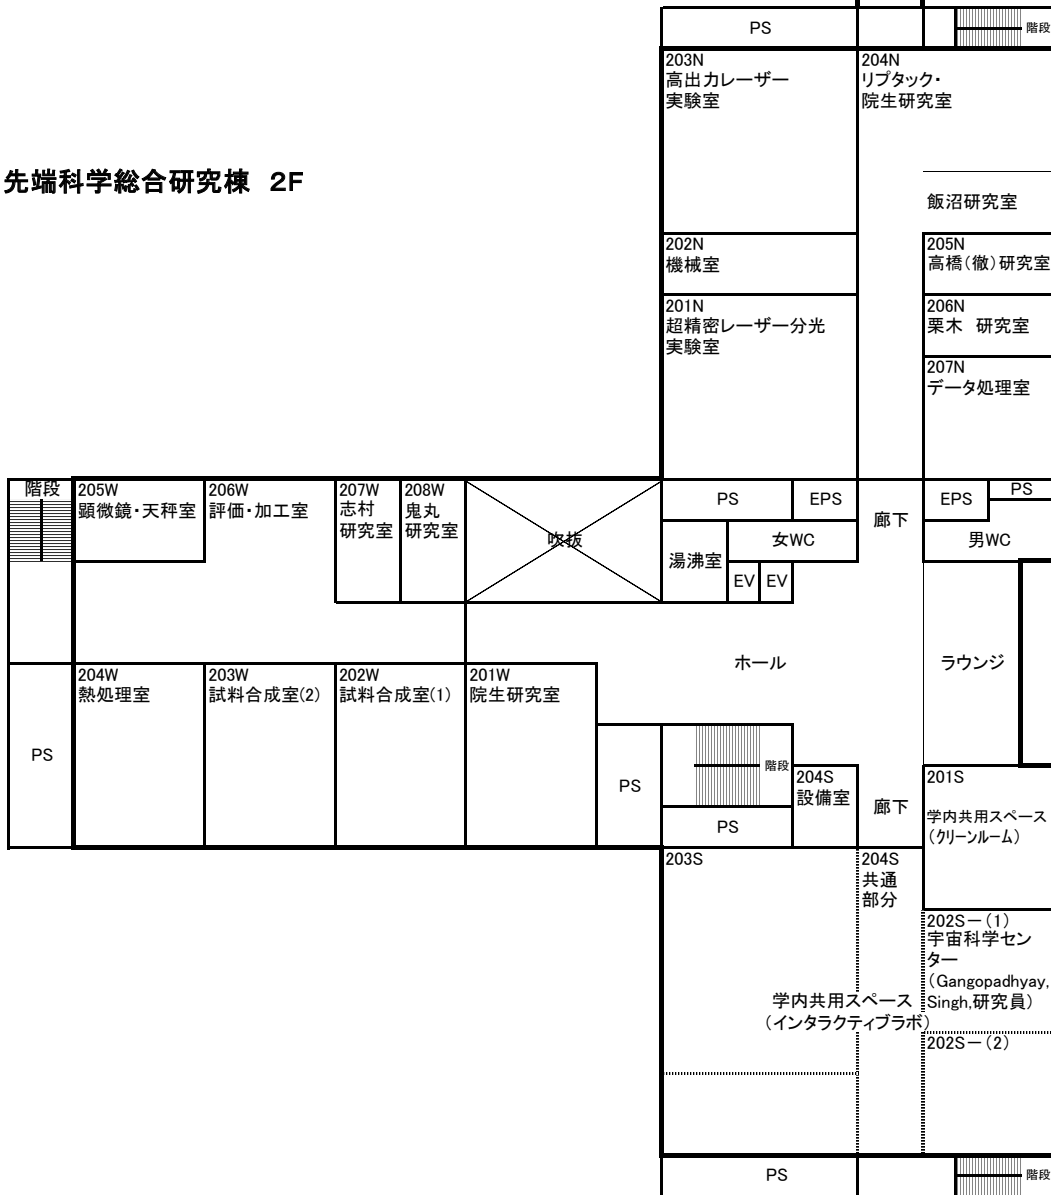 PS
階段
203N
高出力レーザー
実験室
204N
リプタック・
院生研究室
先端科学総合研究棟 2F
飯沼研究室
202N
機械室
205N
高橋(徹)研究室
201N
超精密レーザー分光
実験室
206N
栗木 研究室
207N
データ処理室
階段
205W
顕微鏡・天秤室
206W
評価・加工室
207W
志村
研究室
208W
鬼丸
研究室
吹抜
PS
EPS
廊下
EPS
PS
湯沸室
女WC
男WC
EV
EV
ホール
ラウンジ
204W
熱処理室
203W
試料合成室(2)
202W
試料合成室(1)
201W
院生研究室
PS
PS
階段
PS
204S
設備室
廊下
201S
学内共用スペース
(クリーンルーム)
203S
204S
共通
部分
202S-(1)
宇宙科学セン
ター
(Gangopadhyay,
Singh,研究員)
学内共用スペース
(インタラクティブラボ)
202S-(2)
PS
階段